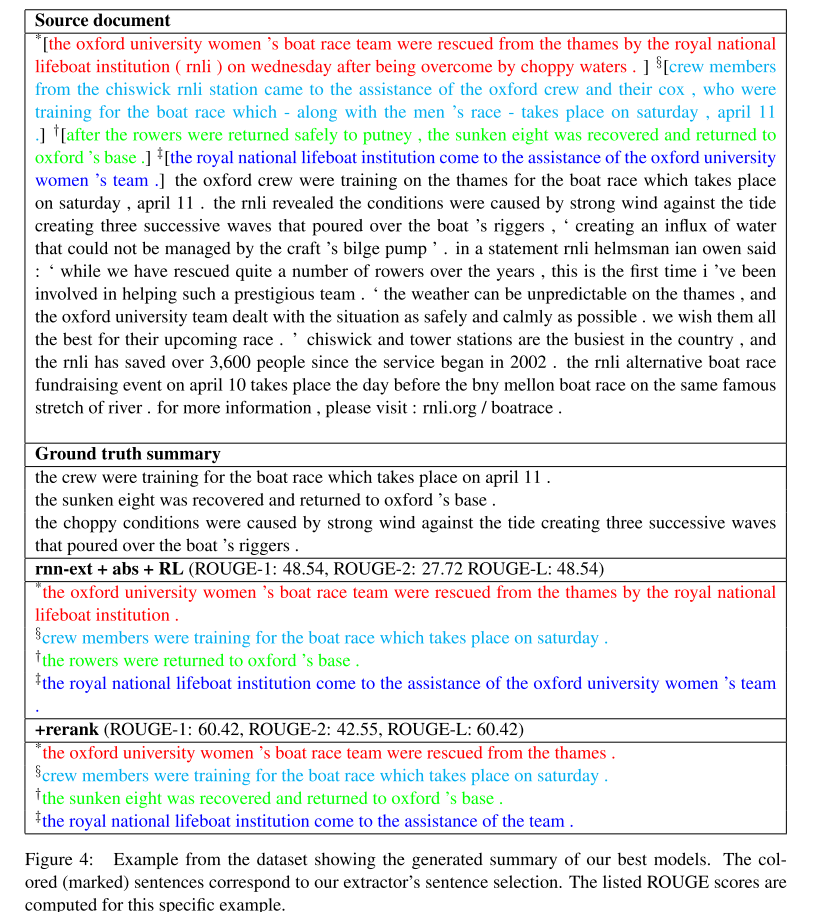 Source document
*[the oxford university women 's boat race team were rescued from the thames by the royal national
lifeboat institution ( rnli ) on wednesday after being overcome by choppy waters . ] §[crew members
from the chiswick rnli station came to the assistance of the oxford crew and their cox , who were
training for the boat race which - along with the men 's race - takes place on saturday , april 11
.] †[after the rowers were returned safely to putney , the sunken eight was recovered and returned to
oxford 's base .] ‡[the royal national lifeboat institution come to the assistance of the oxford university
women 's team .] the oxford crew were training on the thames for the boat race which takes place
on saturday , april 11 . the rnli revealed the conditions were caused by strong wind against the tide
creating three successive waves that poured over the boat 's riggers , ‘ creating an influx of water
that could not be managed by the craft 's bilge pump ' . in a statement rnli helmsman ian owen said
: ‘ while we have rescued quite a number of rowers over the years , this is the first time i 've been
involved in helping such a prestigious team . ‘ the weather can be unpredictable on the thames , and
the oxford university team dealt with the situation as safely and calmly as possible . we wish them all
the best for their upcoming race . ' chiswick and tower stations are the busiest in the country , and
the rnli has saved over 3,600 people since the service began in 2002 . the rnli alternative boat race
fundraising event on april 10 takes place the day before the bny mellon boat race on the same famous
stretch of river . for more information , please visit : rnli.org / boatrace .
Ground truth summary
the crew were training for the boat race which takes place on april 11 .
the sunken eight was recovered and returned to oxford 's base .
the choppy conditions were caused by strong wind against the tide creating three successive waves
that poured over the boat 's riggers .
rnn-ext + abs + RL (ROUGE-1: 48.54, ROUGE-2: 27.72 ROUGE-L: 48.54)
*the oxford university women 's boat race team were rescued from the thames by the royal national
lifeboat institution .
§crew members were training for the boat race which takes place on saturday .
†the rowers were returned to oxford 's base .
‡the royal national lifeboat institution come to the assistance of the oxford university women 's team
.
+rerank (ROUGE-1: 60.42, ROUGE-2: 42.55, ROUGE-L: 60.42)
*the oxford university women 's boat race team were rescued from the thames .
§crew members were training for the boat race which takes place on saturday .
†the sunken eight was recovered and returned to oxford 's base .
‡the royal national lifeboat institution come to the assistance of the team .
Figure 4: Example from the dataset showing the generated summary of our best models. The col-
ored (marked) sentences correspond to our extractor's sentence selection. The listed ROUGE scores are
computed for this specific example.